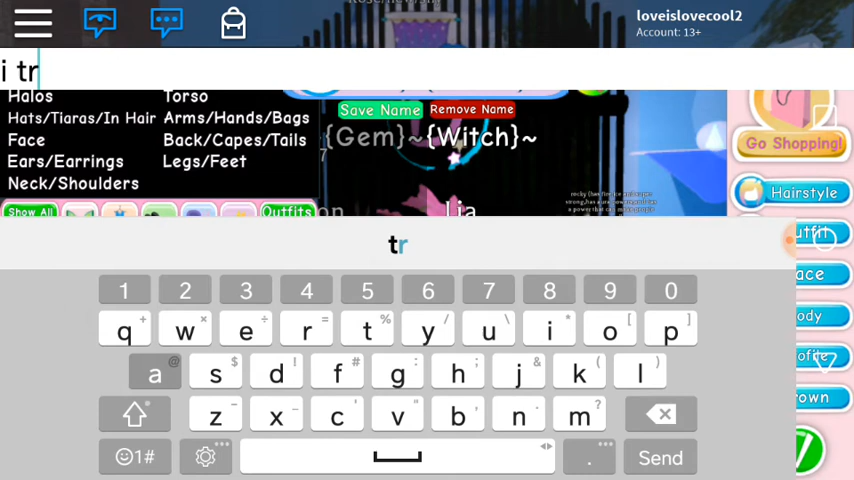 loveislovecool2
Account: 13+
i tr
Halos
Torso
Hats/Tiaras/In Hair
Arms/Hands/Bags
Face
Back/Capes/Tails
Ears/Earrings
Legs/Feet
Neck/Shoulders
Save Name
Remove Name
{Gem}~{Witch}~
Lia
Go Shopping!
Hairstyle
Show All
Outfits
tr
1 2 3 4 5 6 7 8 9 0
q w e r t y u i o p
a s d f g h j k l
z x c v b n m
☺1#
.
Send